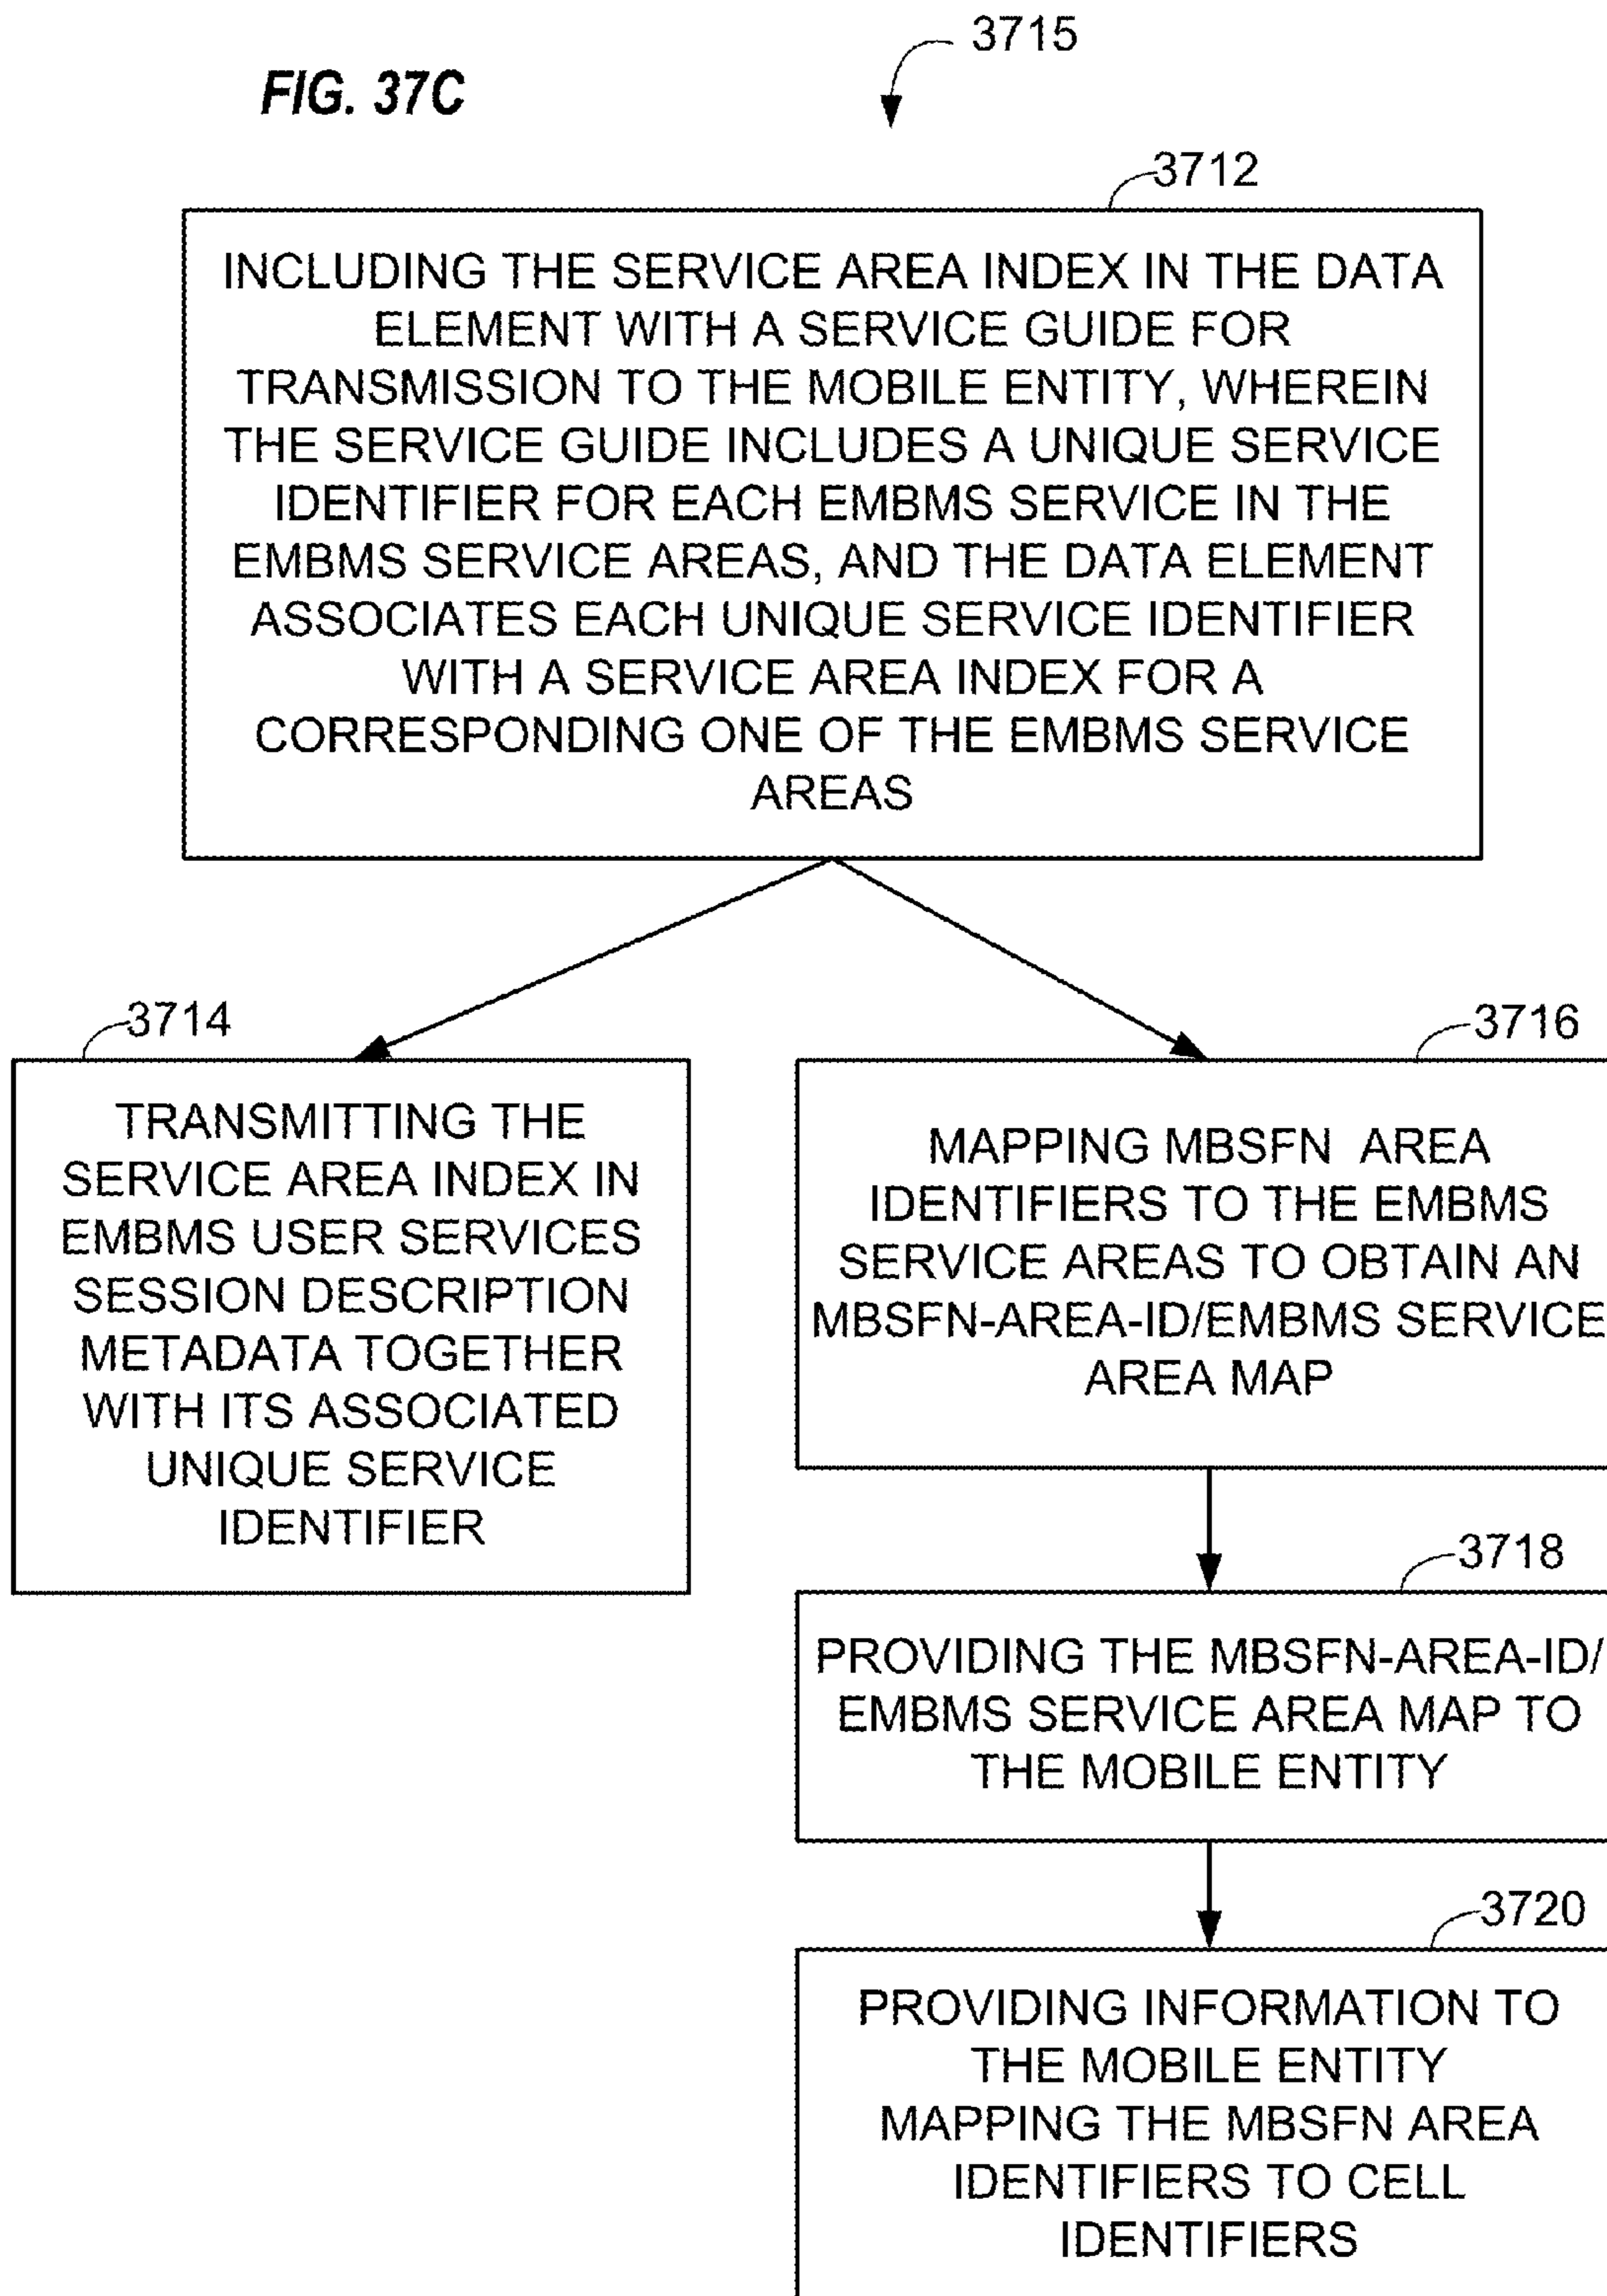 3715
FIG. 37C
3712
INCLUDING THE SERVICE AREA INDEX IN THE DATA
ELEMENT WITH A SERVICE GUIDE FOR
TRANSMISSION TO THE MOBILE ENTITY, WHEREIN
THE SERVICE GUIDE INCLUDES A UNIQUE SERVICE
IDENTIFIER FOR EACH EMBMS SERVICE IN THE
EMBMS SERVICE AREAS, AND THE DATA ELEMENT
ASSOCIATES EACH UNIQUE SERVICE IDENTIFIER
WITH A SERVICE AREA INDEX FOR A
CORRESPONDING ONE OF THE EMBMS SERVICE
AREAS
3714
TRANSMITTING THE
SERVICE AREA INDEX IN
EMBMS USER SERVICES
SESSION DESCRIPTION
METADATA TOGETHER
WITH ITS ASSOCIATED
UNIQUE SERVICE
IDENTIFIER
3716
MAPPING MBSFN AREA
IDENTIFIERS TO THE EMBMS
SERVICE AREAS TO OBTAIN AN
MBSFN-AREA-ID/EMBMS SERVICE
AREA MAP
3718
PROVIDING THE MBSFN-AREA-ID/
EMBMS SERVICE AREA MAP TO
THE MOBILE ENTITY
3720
PROVIDING INFORMATION TO
THE MOBILE ENTITY
MAPPING THE MBSFN AREA
IDENTIFIERS TO CELL
IDENTIFIERS